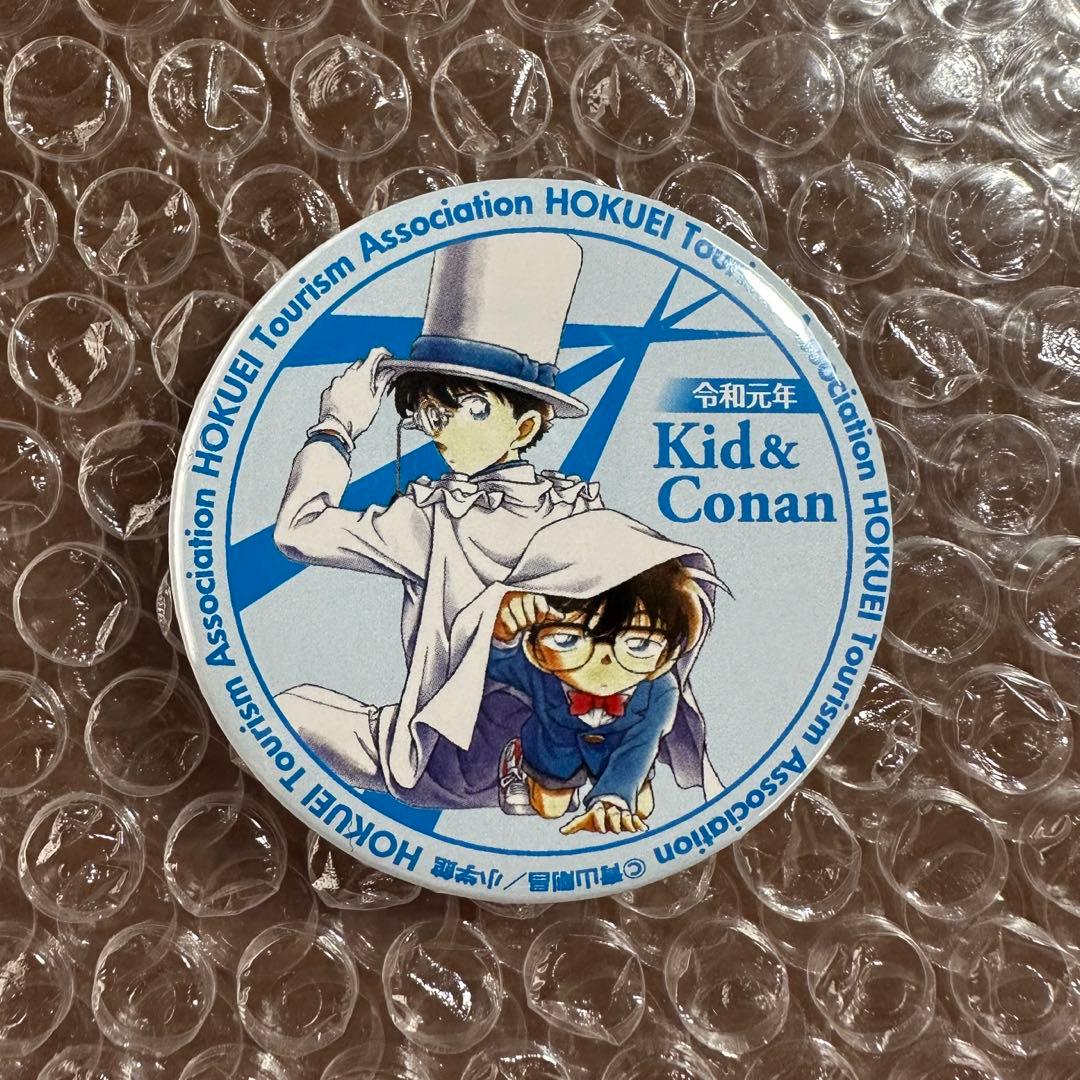 令和元年
Kid &
Conan
HOKUEI Tourism Association HOKUEI Tourism Association HOKUEI Tourism Association HOKUEI Tourism Association
©青山剛昌/小学館